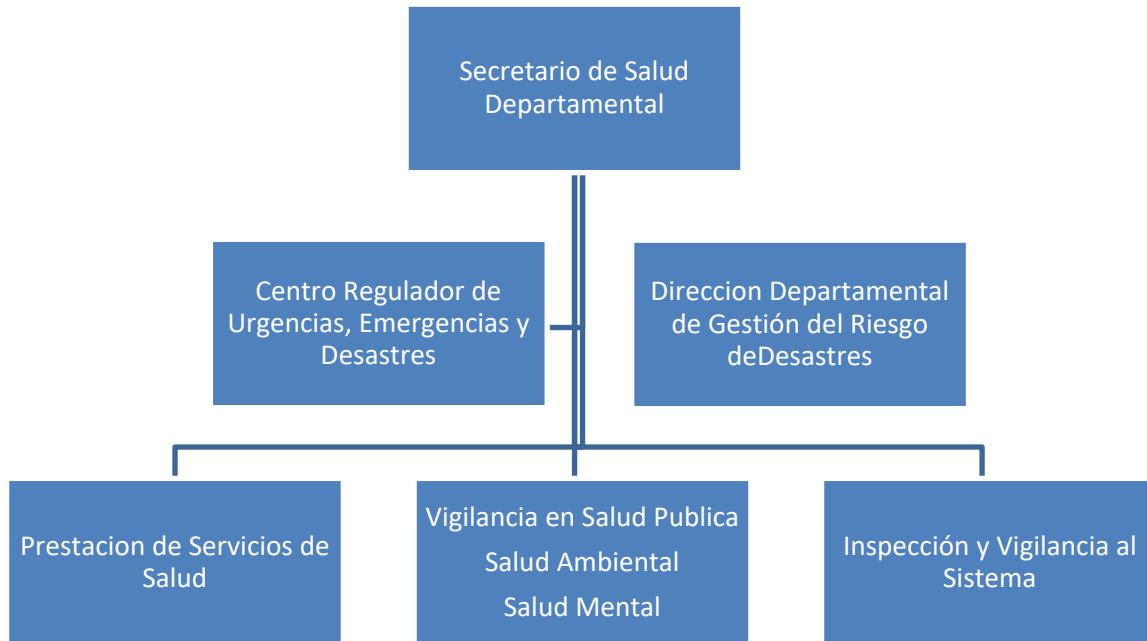 Secretario de Salud
Departamental
Centro Regulador de
Urgencias, Emergencias y
Desastres
Direccion Departamental
de Gestión del Riesgo
deDesastres
Prestacion de Servicios de
Salud
Vigilancia en Salud Publica
Salud Ambiental
Salud Mental
Inspección y Vigilancia al
Sistema